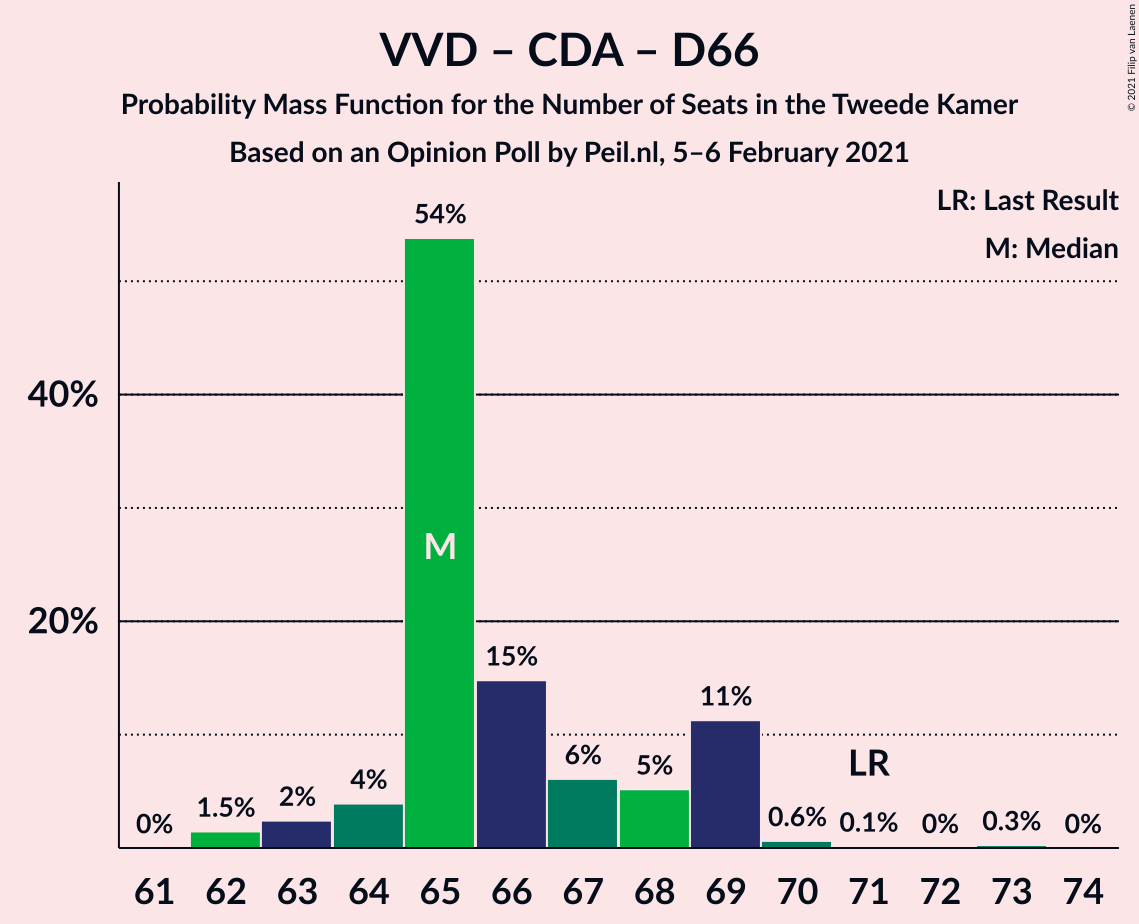 VVD – CDA – D66
Probability Mass Function for the Number of Seats in the Tweede Kamer
Based on an Opinion Poll by Peil.nl, 5–6 February 2021
© 2021 Filip van Laenen
LR: Last Result
M: Median
40%
20%
0%
1.5%
2%
4%
54%
M
15%
6%
5%
11%
0.6%
LR
0.1%
0%
0.3%
0%
61 62 63 64 65 66 67 68 69 70 71 72 73 74